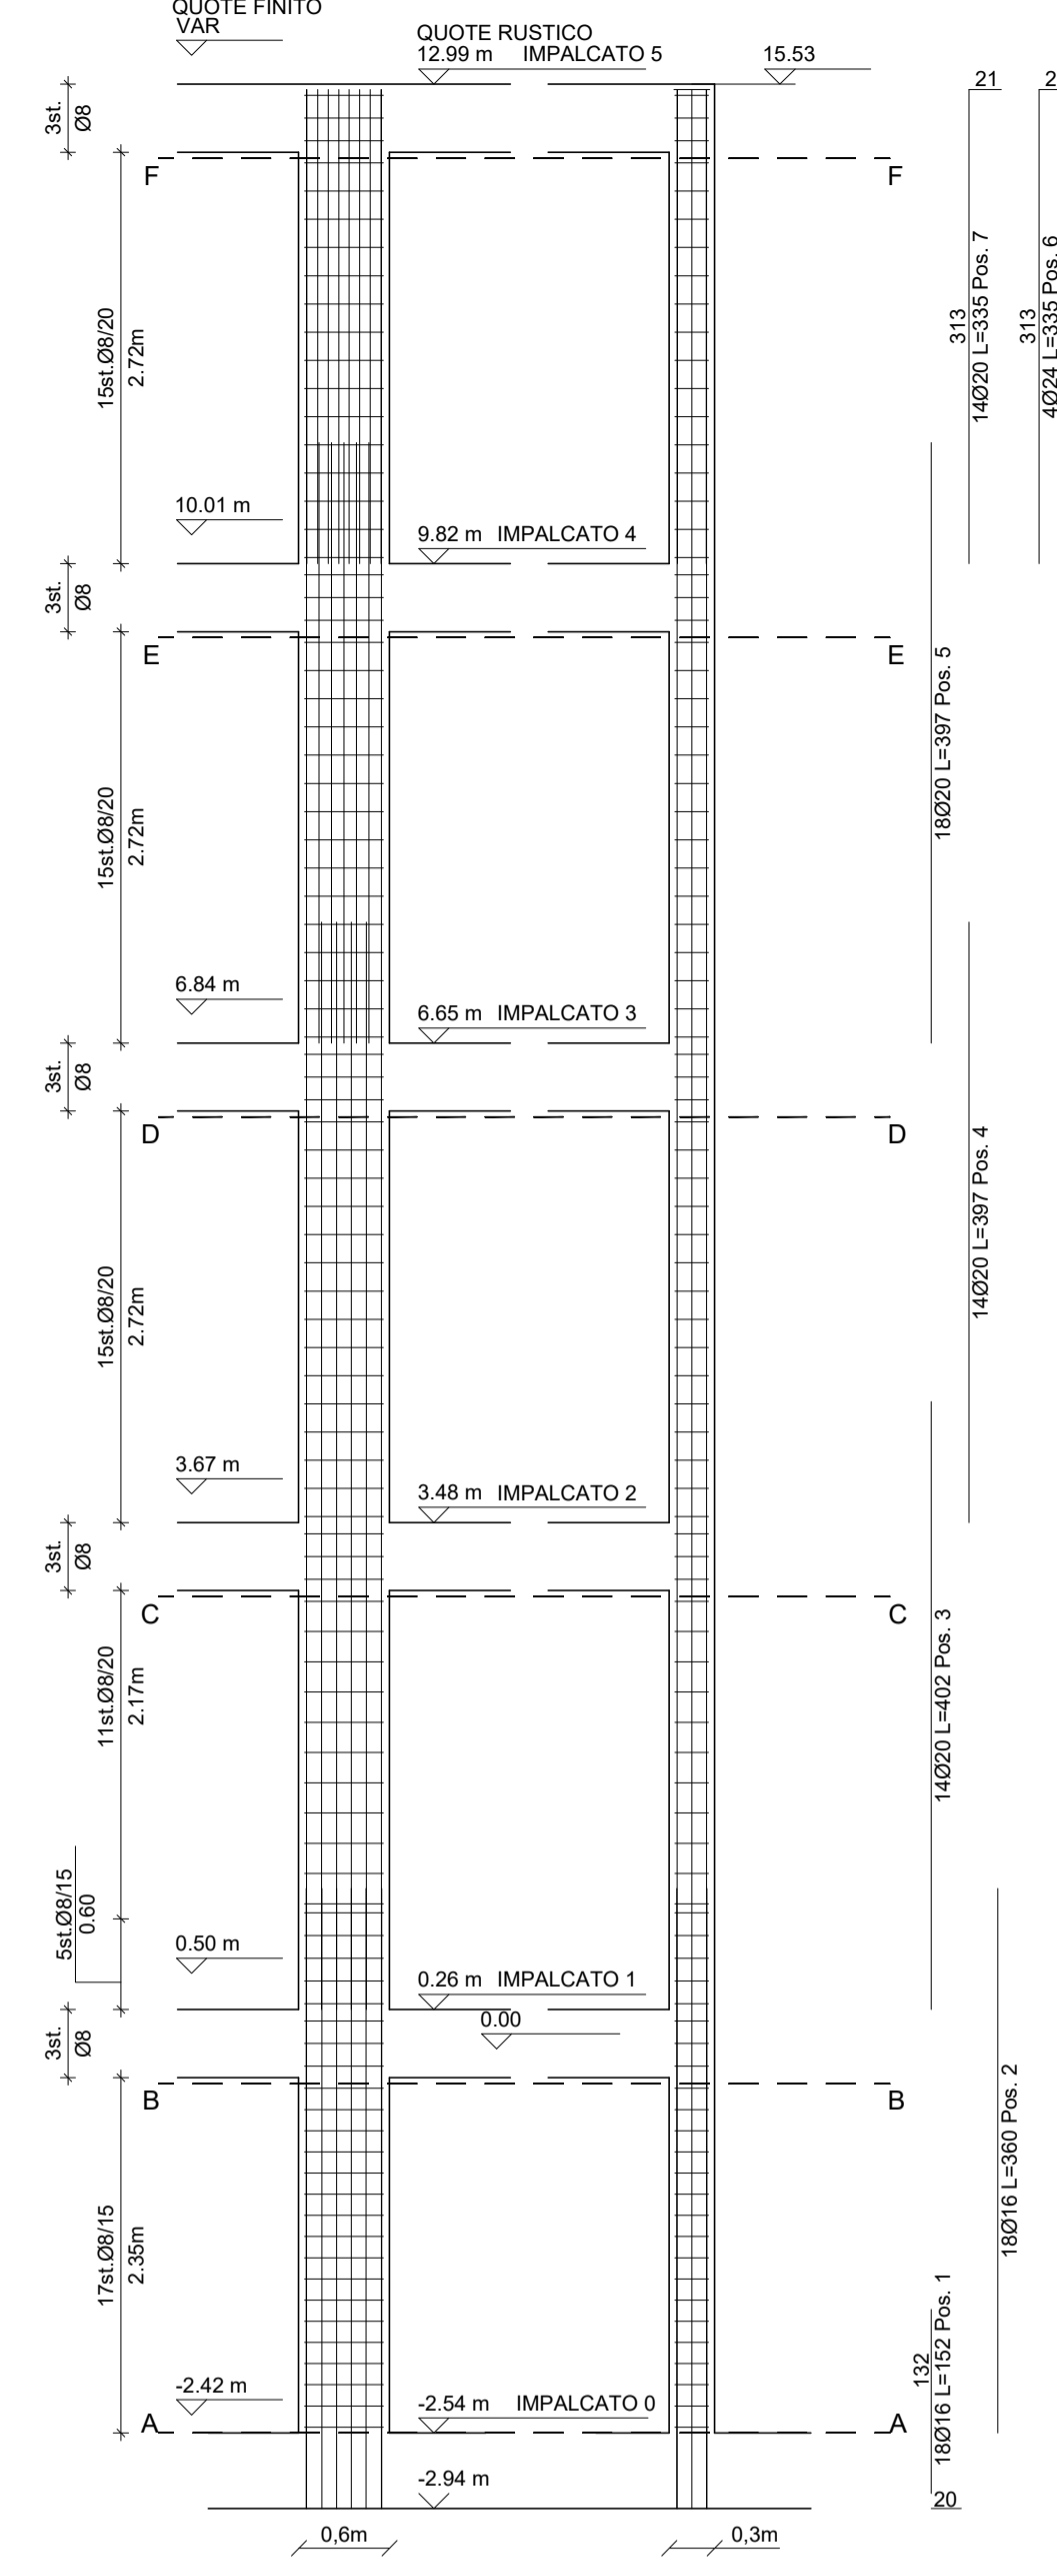 QUOTE FINITO
VAR
QUOTE RUSTICO
12.99 m IMPALCATO 5
15.53
21
2
3st.
Ø8
F
F
15st.Ø8/20
2.72m
313
14Ø20 L=335 Pos. 7
313
4Ø24 L=335 Pos. 6
10.01 m
9.82 m IMPALCATO 4
3st.
Ø8
E
E
18Ø20 L=397 Pos. 5
15st.Ø8/20
2.72m
6.84 m
6.65 m IMPALCATO 3
3st.
Ø8
D
D
14Ø20 L=397 Pos. 4
15st.Ø8/20
2.72m
3.67 m
3.48 m IMPALCATO 2
3st.
Ø8
C
C
11st.Ø8/20
2.17m
14Ø20 L=402 Pos. 3
5st.Ø8/15
0.60
0.50 m
0.26 m IMPALCATO 1
0.00
3st.
Ø8
B
B
18Ø16 L=360 Pos. 2
17st.Ø8/15
2.35m
132
18Ø16 L=152 Pos. 1
-2.42 m
-2.54 m IMPALCATO 0
A
A
-2.94 m
20
0,6m
0,3m